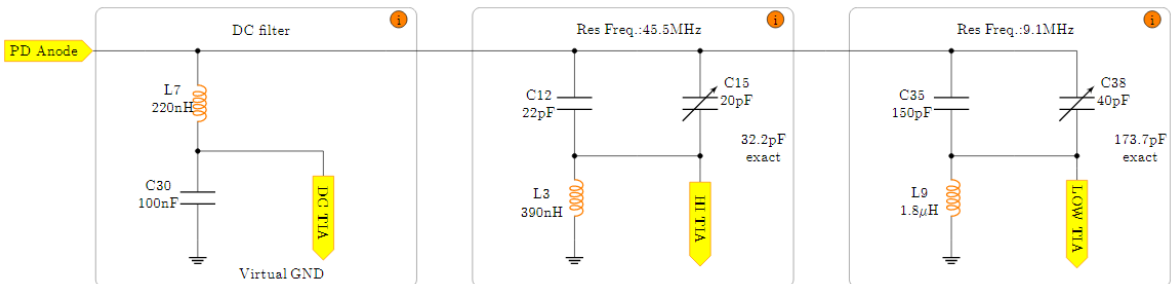 DC filter
Res Freq.:45.5MHz
Res Freq.:9.1MHz
PD Anode
L7
220nH
C30
100nF
DC TIA
Virtual GND
C12
22pF
C15
20pF
32.2pF
exact
L3
390nH
HI TIA
C35
150pF
C38
40pF
173.7pF
exact
L9
1.8μH
LOW TIA
i
i
i